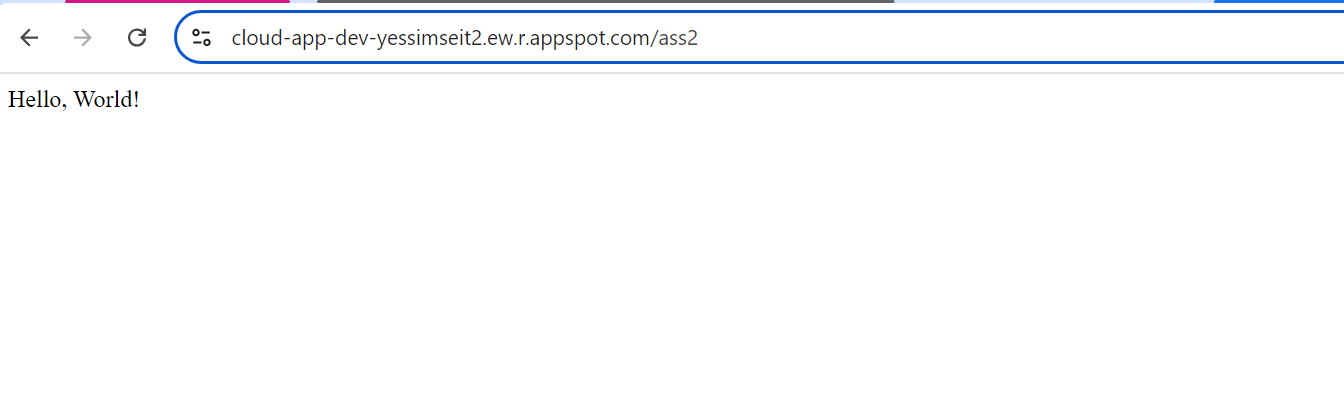 cloud-app-dev-yessimseit2.ew.r.appspot.com/ass2
Hello, World!